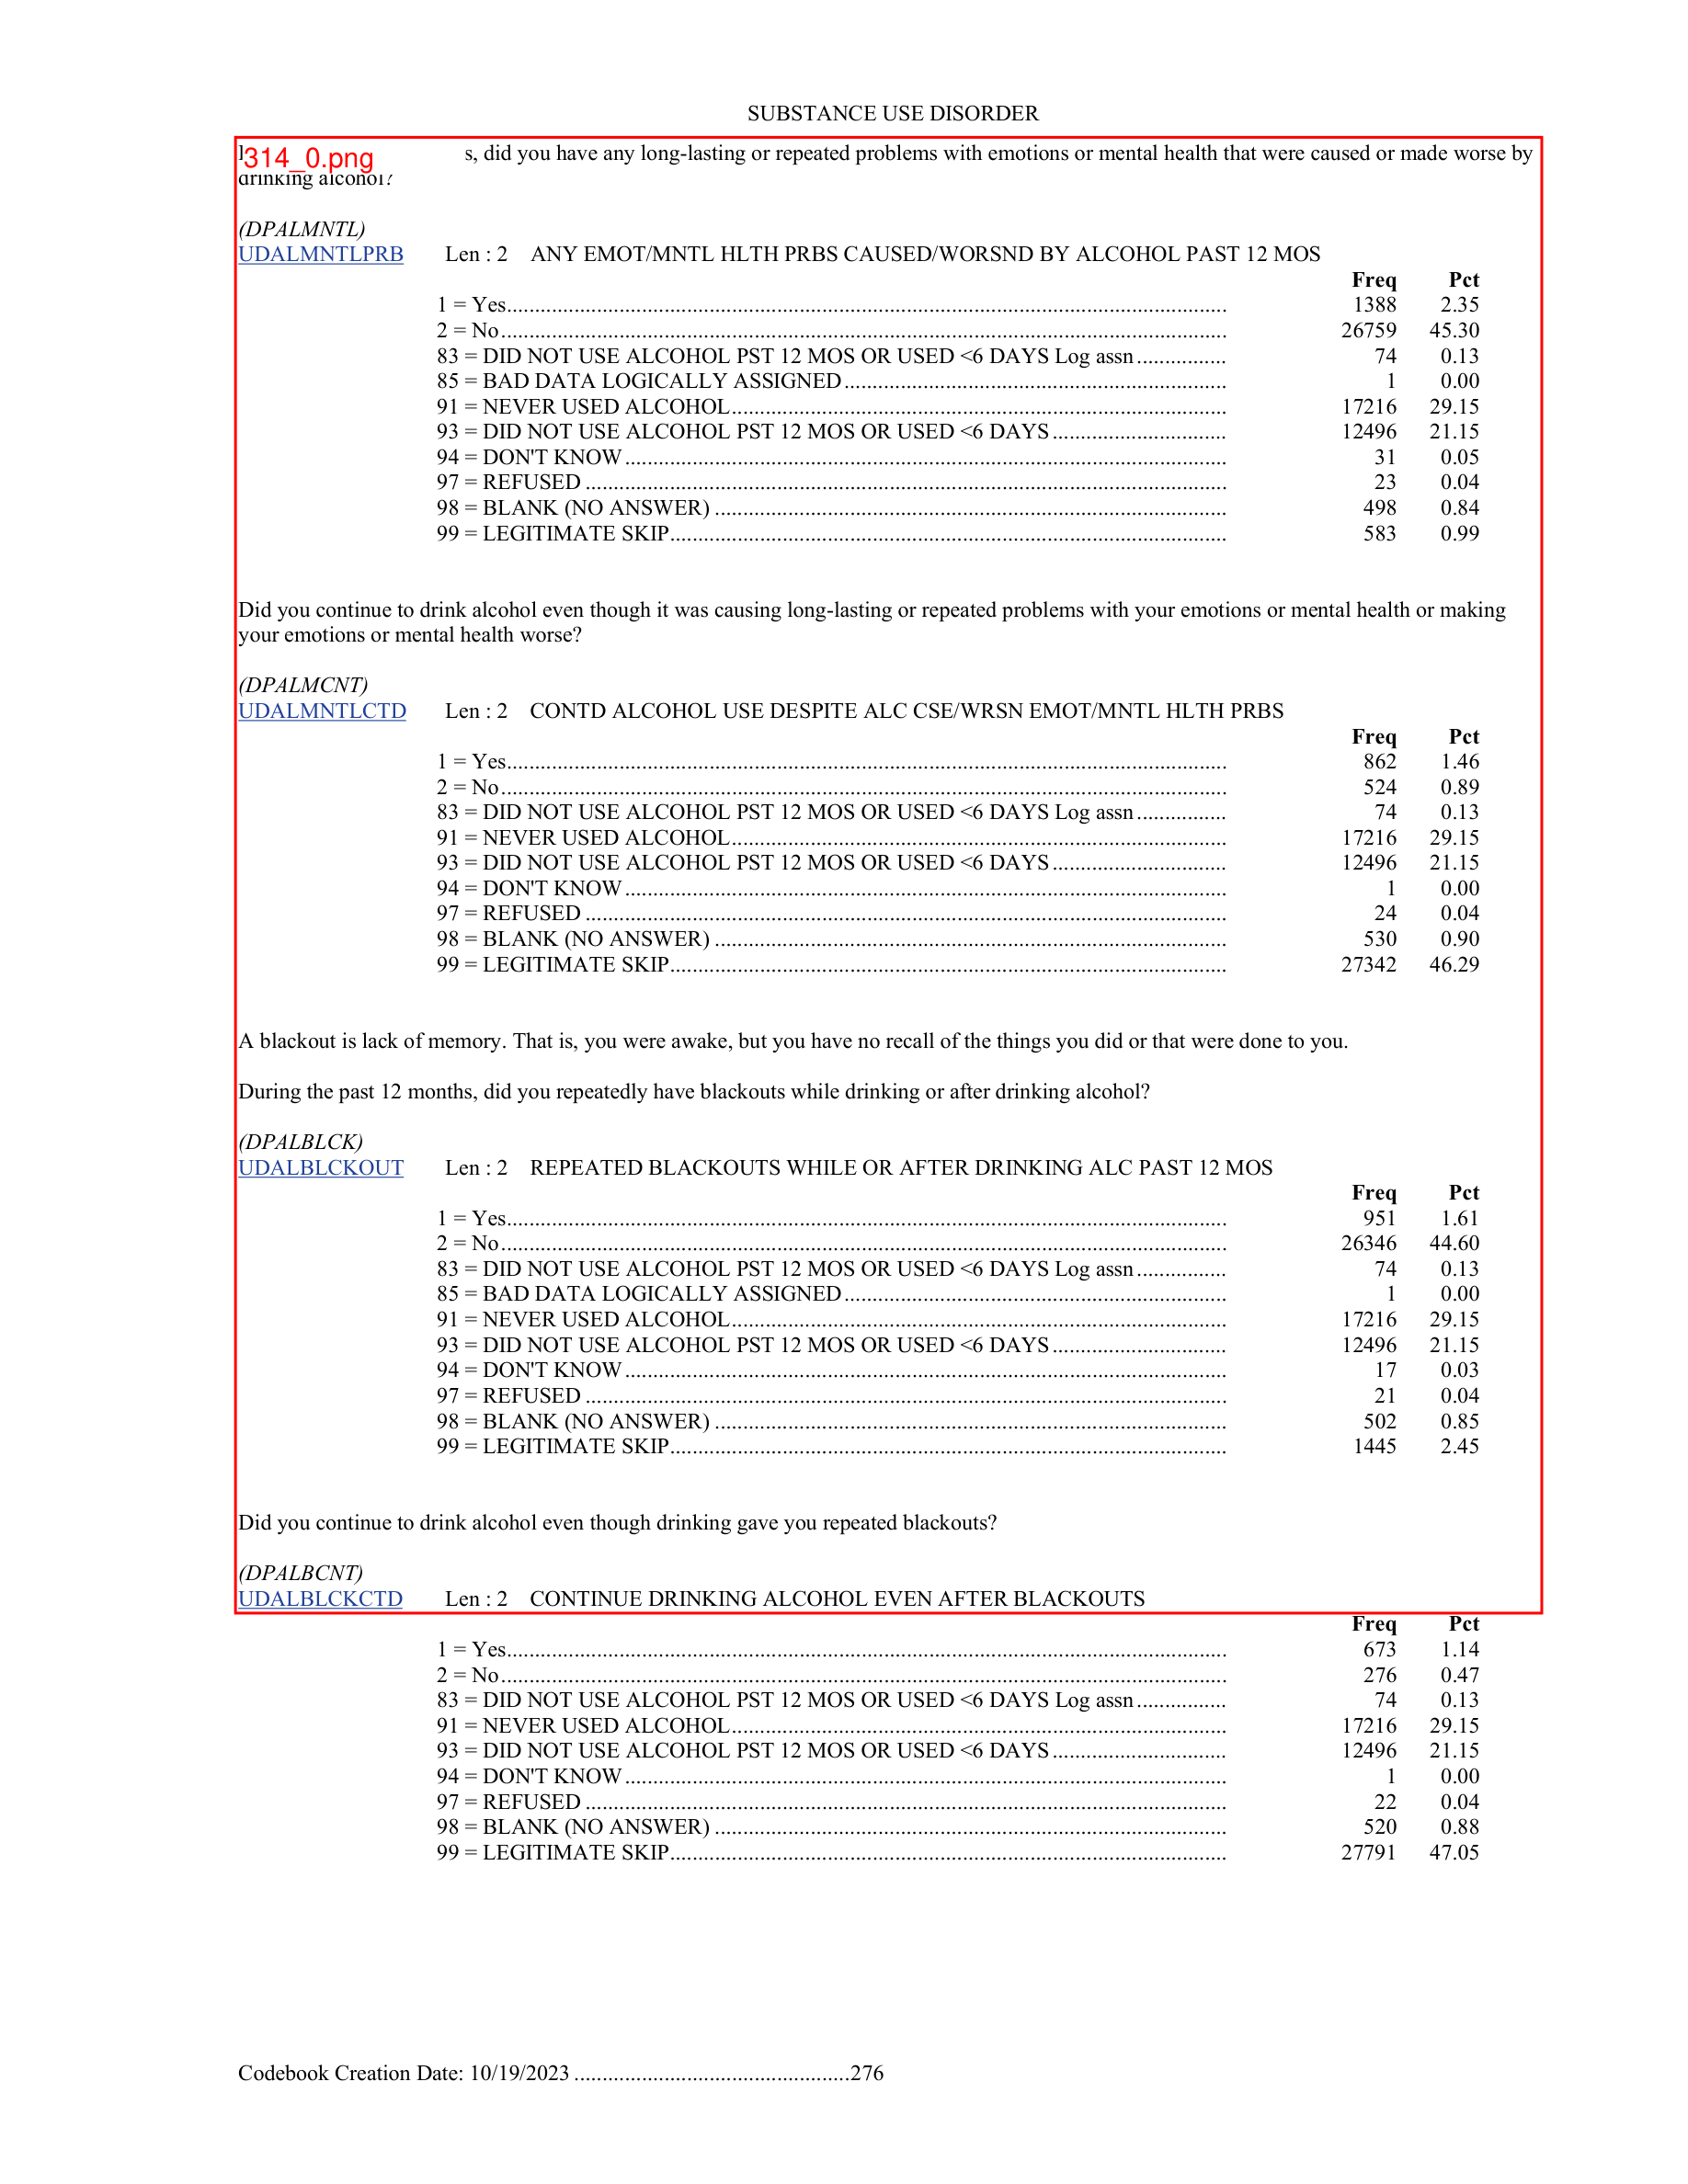 SUBSTANCE USE DISORDER
314_0.png s, did you have any long-lasting or repeated problems with emotions or mental health that were caused or made worse by
drinking alcohol?
(DPALMNTL)
UDALMNTLPRB Len : 2 ANY EMOT/MNTL HLTH PRBS CAUSED/WORSND BY ALCOHOL PAST 12 MOS
Freq Pct
1 = Yes 1388 2.35
2 = No 26759 45.30
83 = DID NOT USE ALCOHOL PST 12 MOS OR USED <6 DAYS Log assn 74 0.13
85 = BAD DATA LOGICALLY ASSIGNED 1 0.00
91 = NEVER USED ALCOHOL 17216 29.15
93 = DID NOT USE ALCOHOL PST 12 MOS OR USED <6 DAYS 12496 21.15
94 = DON'T KNOW 31 0.05
97 = REFUSED 23 0.04
98 = BLANK (NO ANSWER) 498 0.84
99 = LEGITIMATE SKIP 583 0.99
Did you continue to drink alcohol even though it was causing long-lasting or repeated problems with your emotions or mental health or making
your emotions or mental health worse?
(DPALMCNT)
UDALMNTLCTD Len : 2 CONTD ALCOHOL USE DESPITE ALC CSE/WRSN EMOT/MNTL HLTH PRBS
Freq Pct
1 = Yes 862 1.46
2 = No 524 0.89
83 = DID NOT USE ALCOHOL PST 12 MOS OR USED <6 DAYS Log assn 74 0.13
91 = NEVER USED ALCOHOL 17216 29.15
93 = DID NOT USE ALCOHOL PST 12 MOS OR USED <6 DAYS 12496 21.15
94 = DON'T KNOW 1 0.00
97 = REFUSED 24 0.04
98 = BLANK (NO ANSWER) 530 0.90
99 = LEGITIMATE SKIP 27342 46.29
A blackout is lack of memory. That is, you were awake, but you have no recall of the things you did or that were done to you.
During the past 12 months, did you repeatedly have blackouts while drinking or after drinking alcohol?
(DPALBLCK)
UDALBLCKOUT Len : 2 REPEATED BLACKOUTS WHILE OR AFTER DRINKING ALC PAST 12 MOS
Freq Pct
1 = Yes 951 1.61
2 = No 26346 44.60
83 = DID NOT USE ALCOHOL PST 12 MOS OR USED <6 DAYS Log assn 74 0.13
85 = BAD DATA LOGICALLY ASSIGNED 1 0.00
91 = NEVER USED ALCOHOL 17216 29.15
93 = DID NOT USE ALCOHOL PST 12 MOS OR USED <6 DAYS 12496 21.15
94 = DON'T KNOW 17 0.03
97 = REFUSED 21 0.04
98 = BLANK (NO ANSWER) 502 0.85
99 = LEGITIMATE SKIP 1445 2.45
Did you continue to drink alcohol even though drinking gave you repeated blackouts?
(DPALBCNT)
UDALBLCKCTD Len : 2 CONTINUE DRINKING ALCOHOL EVEN AFTER BLACKOUTS
Freq Pct
1 = Yes 673 1.14
2 = No 276 0.47
83 = DID NOT USE ALCOHOL PST 12 MOS OR USED <6 DAYS Log assn 74 0.13
91 = NEVER USED ALCOHOL 17216 29.15
93 = DID NOT USE ALCOHOL PST 12 MOS OR USED <6 DAYS 12496 21.15
94 = DON'T KNOW 1 0.00
97 = REFUSED 22 0.04
98 = BLANK (NO ANSWER) 520 0.88
99 = LEGITIMATE SKIP 27791 47.05
Codebook Creation Date: 10/19/2023 276